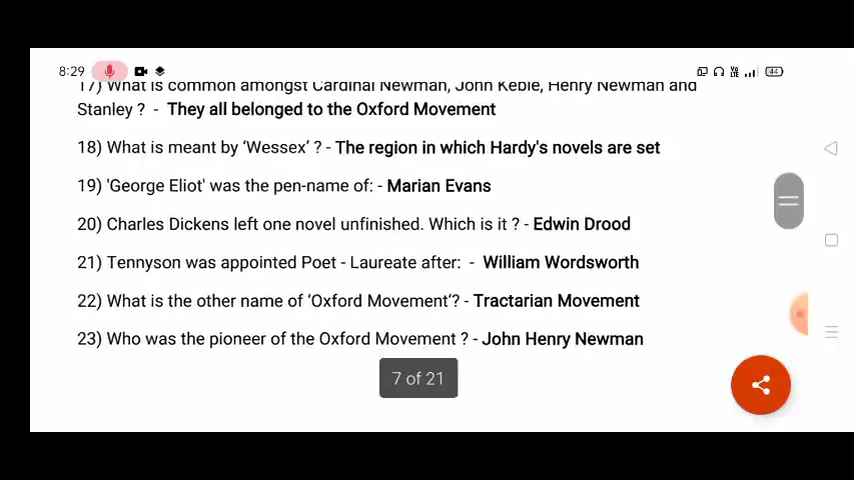 8:29
44
17) What is common amongst Cardinal Newman, John Keble, Henry Newman and
Stanley ? - They all belonged to the Oxford Movement
18) What is meant by ‘Wessex’ ? - The region in which Hardy's novels are set
19) 'George Eliot' was the pen-name of: - Marian Evans
20) Charles Dickens left one novel unfinished. Which is it ? - Edwin Drood
21) Tennyson was appointed Poet - Laureate after: - William Wordsworth
22) What is the other name of ‘Oxford Movement‘? - Tractarian Movement
23) Who was the pioneer of the Oxford Movement ? - John Henry Newman
7 of 21